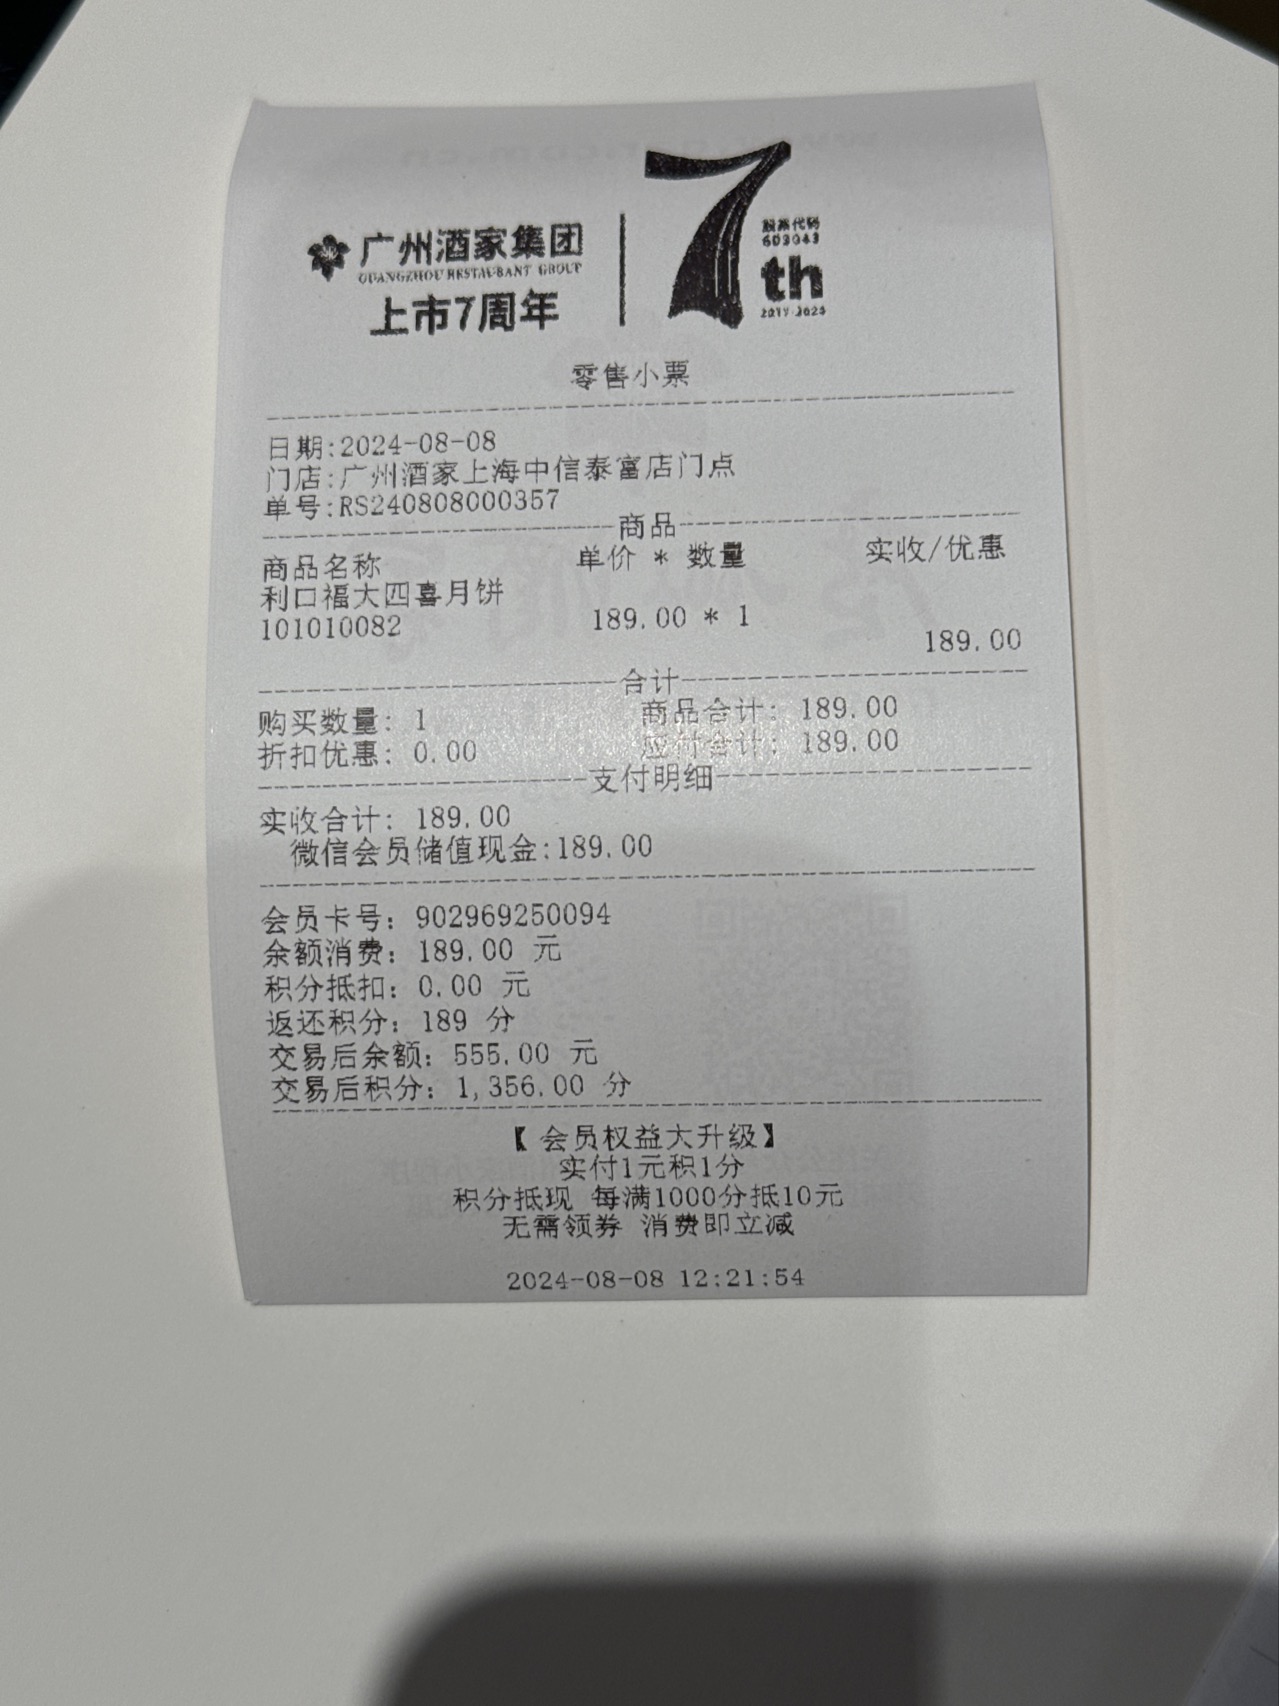 广州酒家集团
GUANGZHOU RESTAURANT GROUP
上市7周年
7th
股票代码
603043
2017-2024
零售小票
日期:2024-08-08
门店:广州酒家上海中信泰富店门点
单号:RS240808000357
商品
商品名称 单价 * 数量 实收/优惠
利口福大四喜月饼
101010082 189.00 * 1
189.00
合计
购买数量: 1 商品合计: 189.00
折扣优惠: 0.00 应付合计: 189.00
支付明细
实收合计: 189.00
微信会员储值现金:189.00
会员卡号: 902969250094
余额消费: 189.00 元
积分抵扣: 0.00 元
返还积分: 189 分
交易后余额: 555.00 元
交易后积分: 1,356.00 分
【会员权益大升级】
实付1元积1分
积分抵现 每满1000分抵10元
无需领券 消费即立减
2024-08-08 12:21:54